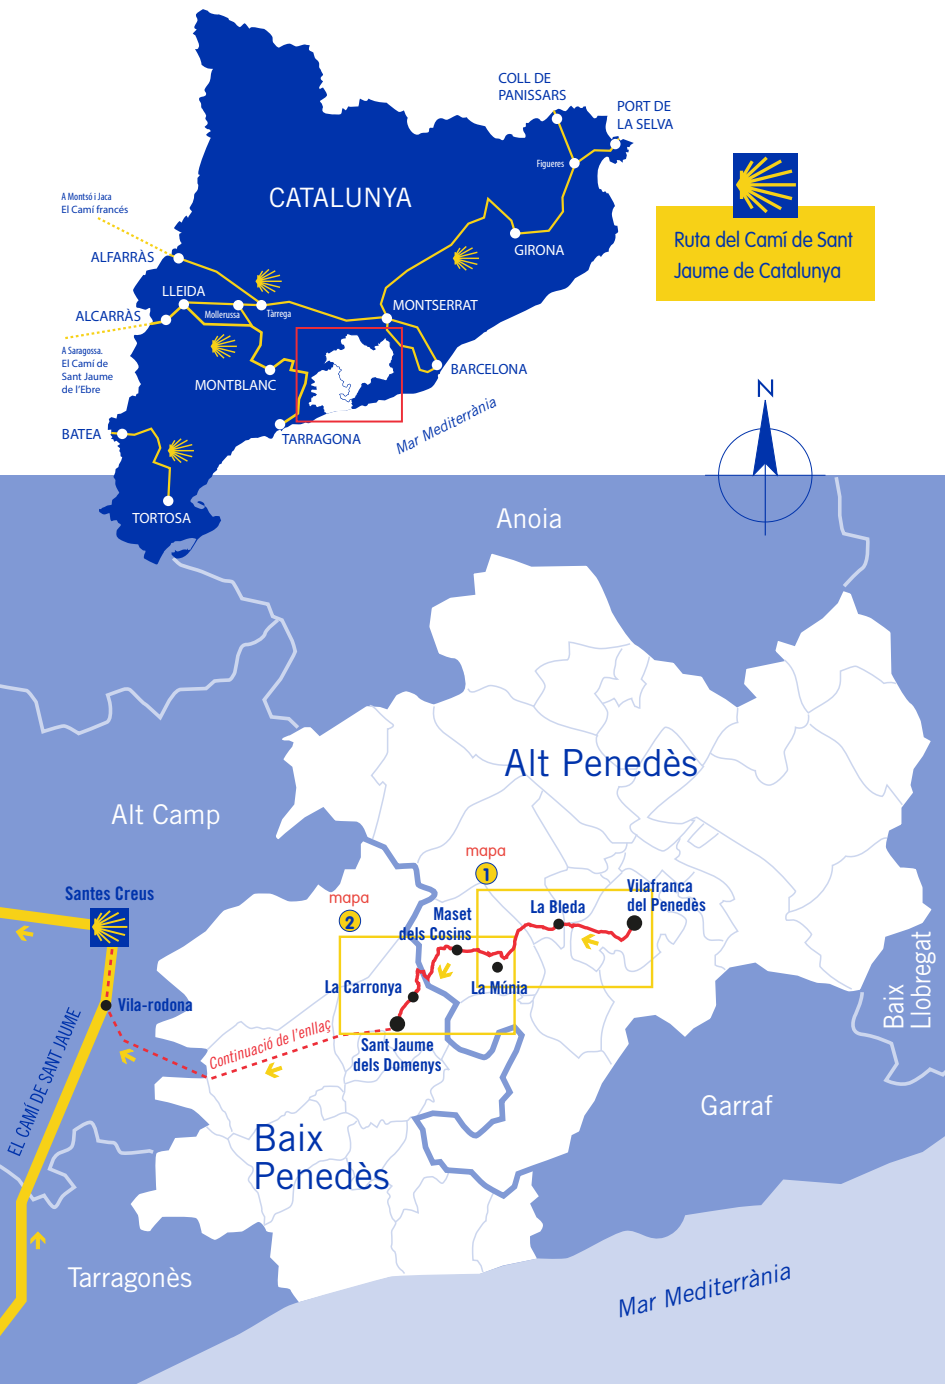 COLL DE
PANISSARS
PORT DE
LA SELVA
Figueres
CATALUNYA
A Montsó i Jaca
El Camí francés
ALFARRÀS
GIRONA
Ruta del Camí de Sant
Jaume de Catalunya
LLEIDA
MONTSERRAT
ALCARRÀS
Mollerussa
Tàrrega
A Saragossa.
El Camí de
Sant Jaume
de l'Ebre
MONTBLANC
BARCELONA
N
BATEA
TARRAGONA
Mar Mediterrània
TORTOSA
Anoia
Alt Penedès
Alt Camp
mapa
1
Santes Creus
mapa
2
Vilafranca
del Penedès
La Bleda
Maset
dels Cosins
La Múnia
La Carronya
Vila-rodona
Baix
Llobregat
Continuació de l'enllaç
Sant Jaume
dels Domenys
EL CAMÍ DE SANT JAUME
Garraf
Baix
Penedès
Tarragonès
Mar Mediterrània